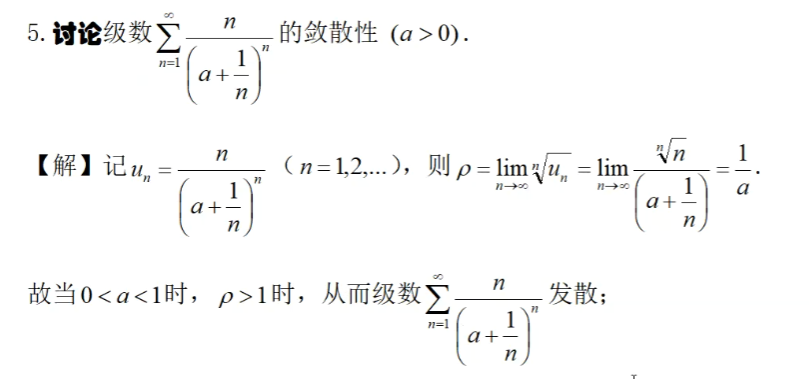 5. 讨论级数 $\sum_{n=1}^{\infty} \frac{n}{\left(a+\frac{1}{n}\right)^n}$ 的敛散性 $(a>0)$.
【解】记 $u_n = \frac{n}{\left(a+\frac{1}{n}\right)^n}$ ($n=1,2,...$), 则 $\rho = \lim_{n\to\infty} \sqrt[n]{u_n} = \lim_{n\to\infty} \frac{\sqrt[n]{n}}{\left(a+\frac{1}{n}\right)} = \frac{1}{a}$.
故当 $0<a<1$ 时, $\rho>1$ 时, 从而级数 $\sum_{n=1}^{\infty} \frac{n}{\left(a+\frac{1}{n}\right)^n}$ 发散;